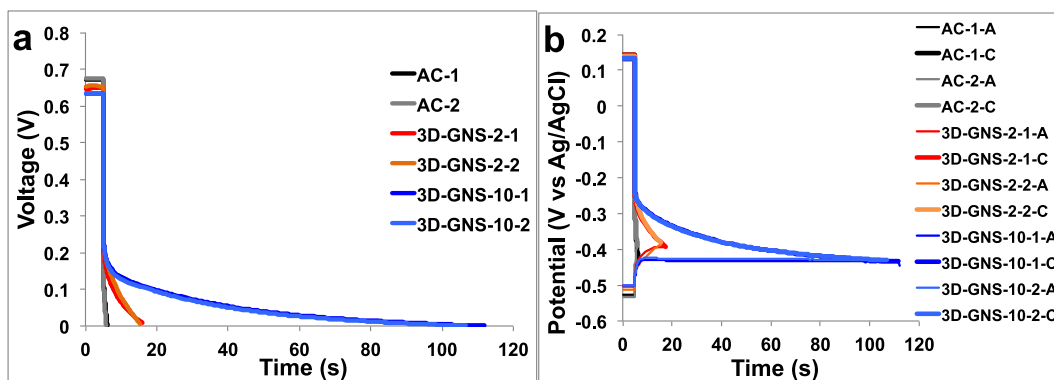 a
Voltage (V)
0.8
0.7
0.6
0.5
0.4
0.3
0.2
0.1
0
0 20 40 60 80 100 120
Time (s)
AC-1
AC-2
3D-GNS-2-1
3D-GNS-2-2
3D-GNS-10-1
3D-GNS-10-2
b
Potential (V vs Ag/AgCl)
0.2
0.1
0
-0.1
-0.2
-0.3
-0.4
-0.5
-0.6
0 20 40 60 80 100 120
Time (s)
AC-1-A
AC-1-C
AC-2-A
AC-2-C
3D-GNS-2-1-A
3D-GNS-2-1-C
3D-GNS-2-2-A
3D-GNS-2-2-C
3D-GNS-10-1-A
3D-GNS-10-1-C
3D-GNS-10-2-A
3D-GNS-10-2-C